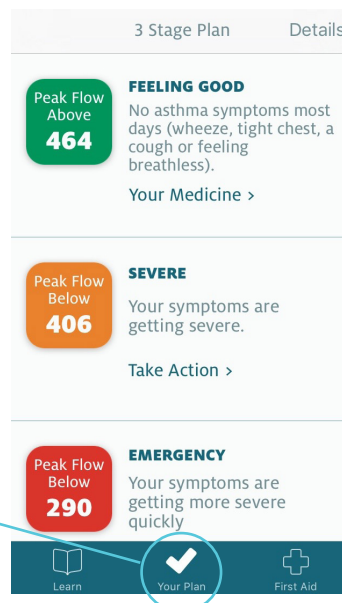 3 Stage Plan Details
Peak Flow
Above
464
FEELING GOOD
No asthma symptoms most
days (wheeze, tight chest, a
cough or feeling
breathless).
Your Medicine >
Peak Flow
Below
406
SEVERE
Your symptoms are
getting severe.
Take Action >
Peak Flow
Below
290
EMERGENCY
Your symptoms are
getting more severe
quickly
Learn
Your Plan
First Aid